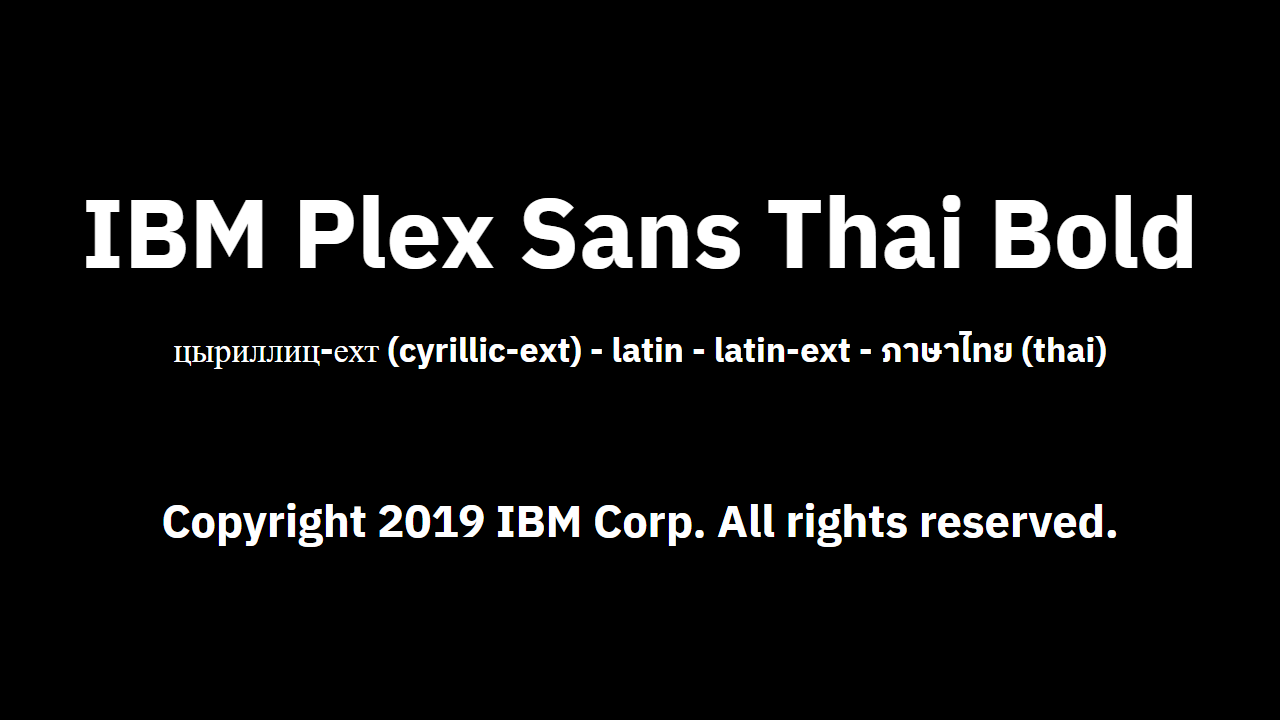 IBM Plex Sans Thai Bold
цыриллиц-ехт (cyrillic-ext) - latin - latin-ext - ภาษาไทย (thai)
Copyright 2019 IBM Corp. All rights reserved.